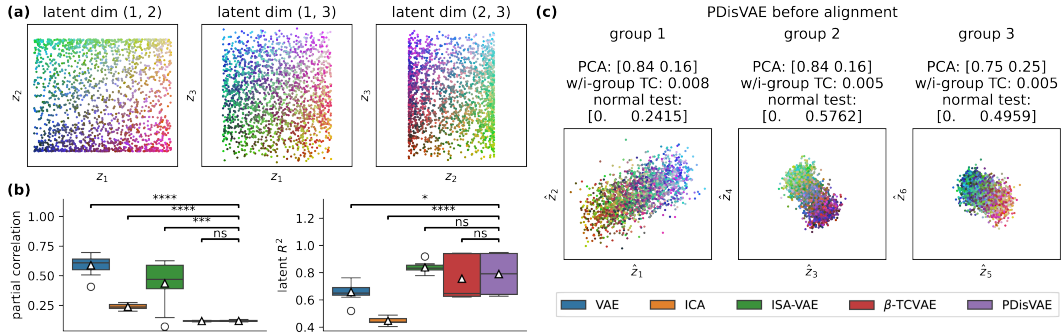 (a)
latent dim (1, 2)
latent dim (1, 3)
latent dim (2, 3)
z2
z1
z3
z1
z3
z2
(b)
partial correlation
1.00
0.75
0.50
0.25
****
****
***
ns
latent R²
1.2
1.0
0.8
0.6
0.4
*
****
ns
ns
(c)
PDisVAE before alignment
group 1
PCA: [0.84 0.16]
w/i-group TC: 0.008
normal test:
[0. 0.2415]
ẑ2
ẑ1
group 2
PCA: [0.84 0.16]
w/i-group TC: 0.005
normal test:
[0. 0.5762]
ẑ4
ẑ3
group 3
PCA: [0.75 0.25]
w/i-group TC: 0.005
normal test:
[0. 0.4959]
ẑ6
ẑ5
VAE
ICA
ISA-VAE
β-TCVAE
PDisVAE